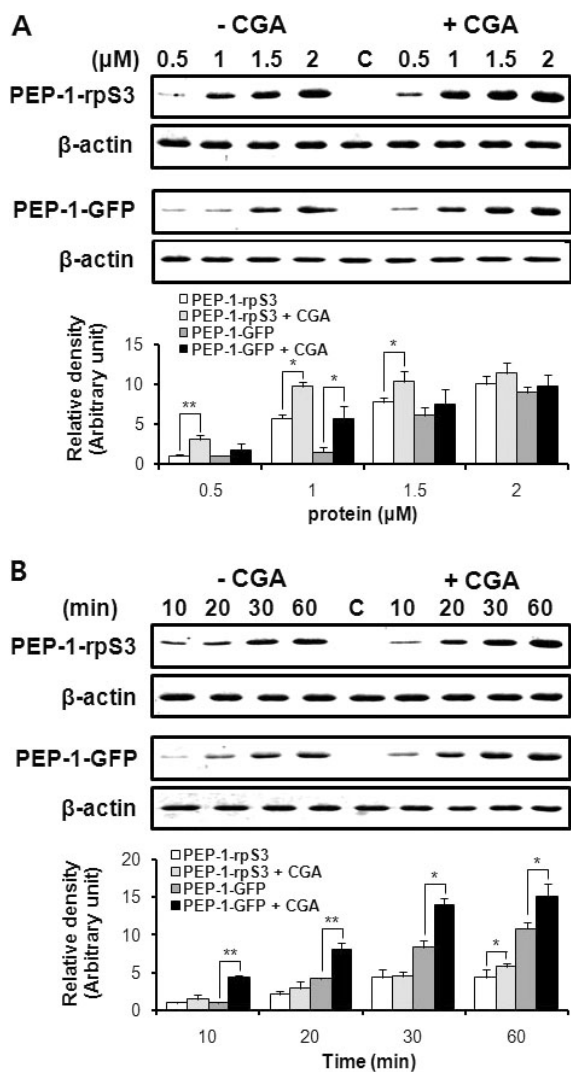 A
- CGA + CGA
(μM) 0.5 1 1.5 2 C 0.5 1 1.5 2
PEP-1-rpS3
β-actin
PEP-1-GFP
β-actin
PEP-1-rpS3
PEP-1-rpS3 + CGA
PEP-1-GFP
PEP-1-GFP + CGA
Relative density
(Arbitrary unit)
15
10
5
0
** * * *
0.5 1 1.5 2
protein (μM)
B
- CGA + CGA
(min) 10 20 30 60 C 10 20 30 60
PEP-1-rpS3
β-actin
PEP-1-GFP
β-actin
PEP-1-rpS3
PEP-1-rpS3 + CGA
PEP-1-GFP
PEP-1-GFP + CGA
Relative density
(Arbitrary unit)
20
15
10
5
0
** ** * * *
10 20 30 60
Time (min)